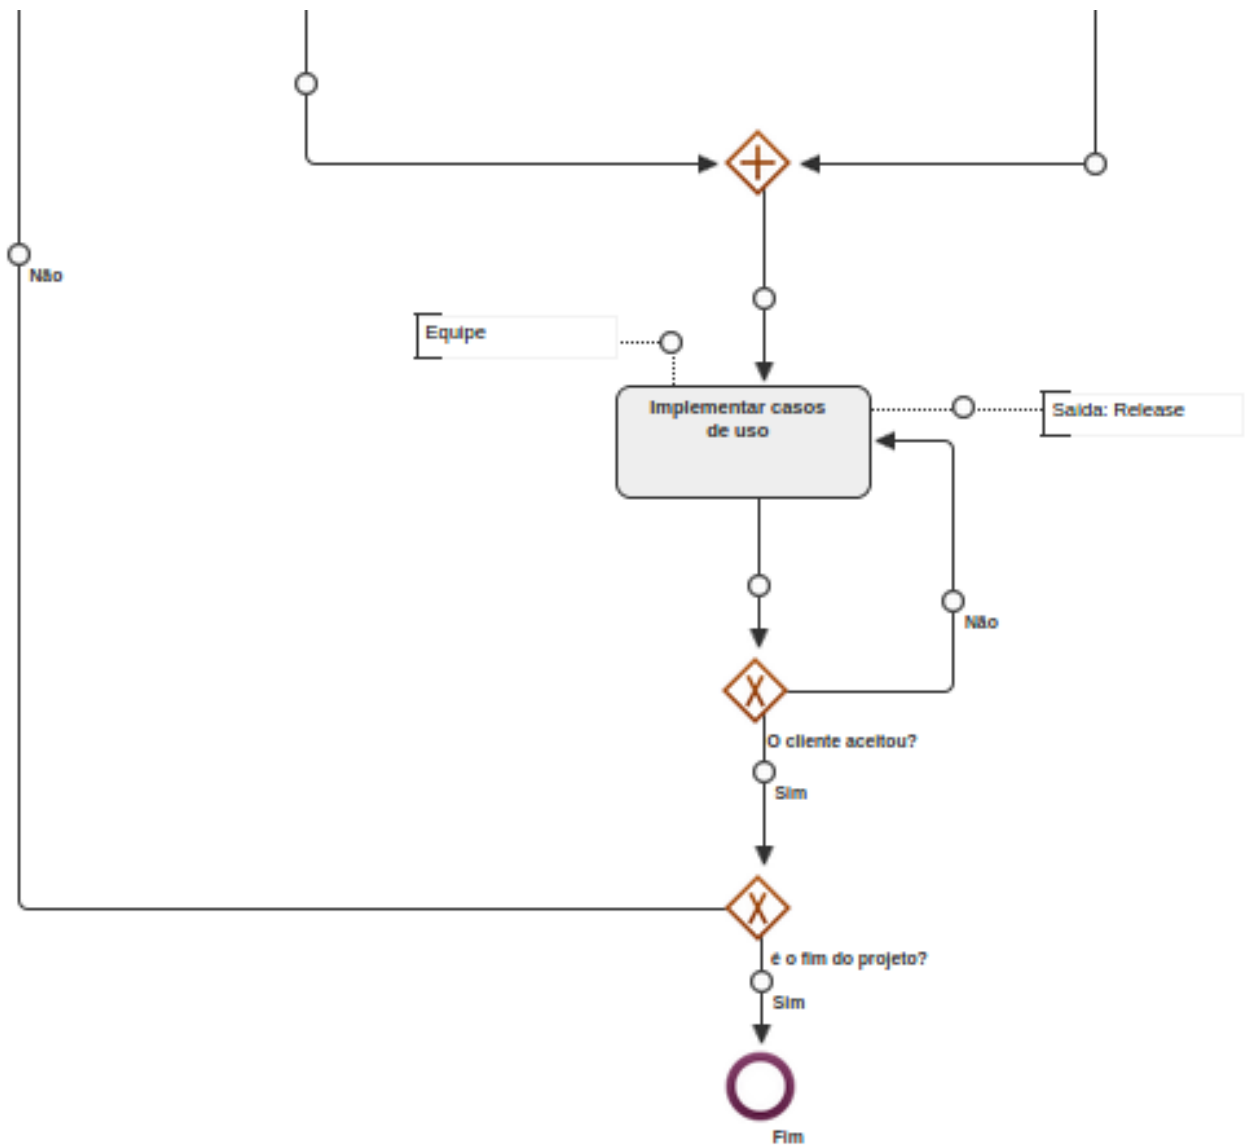 Não
Equipe
Implementar casos
de uso
Saída: Release
Não
O cliente aceitou?
Sim
é o fim do projeto?
Sim
Fim